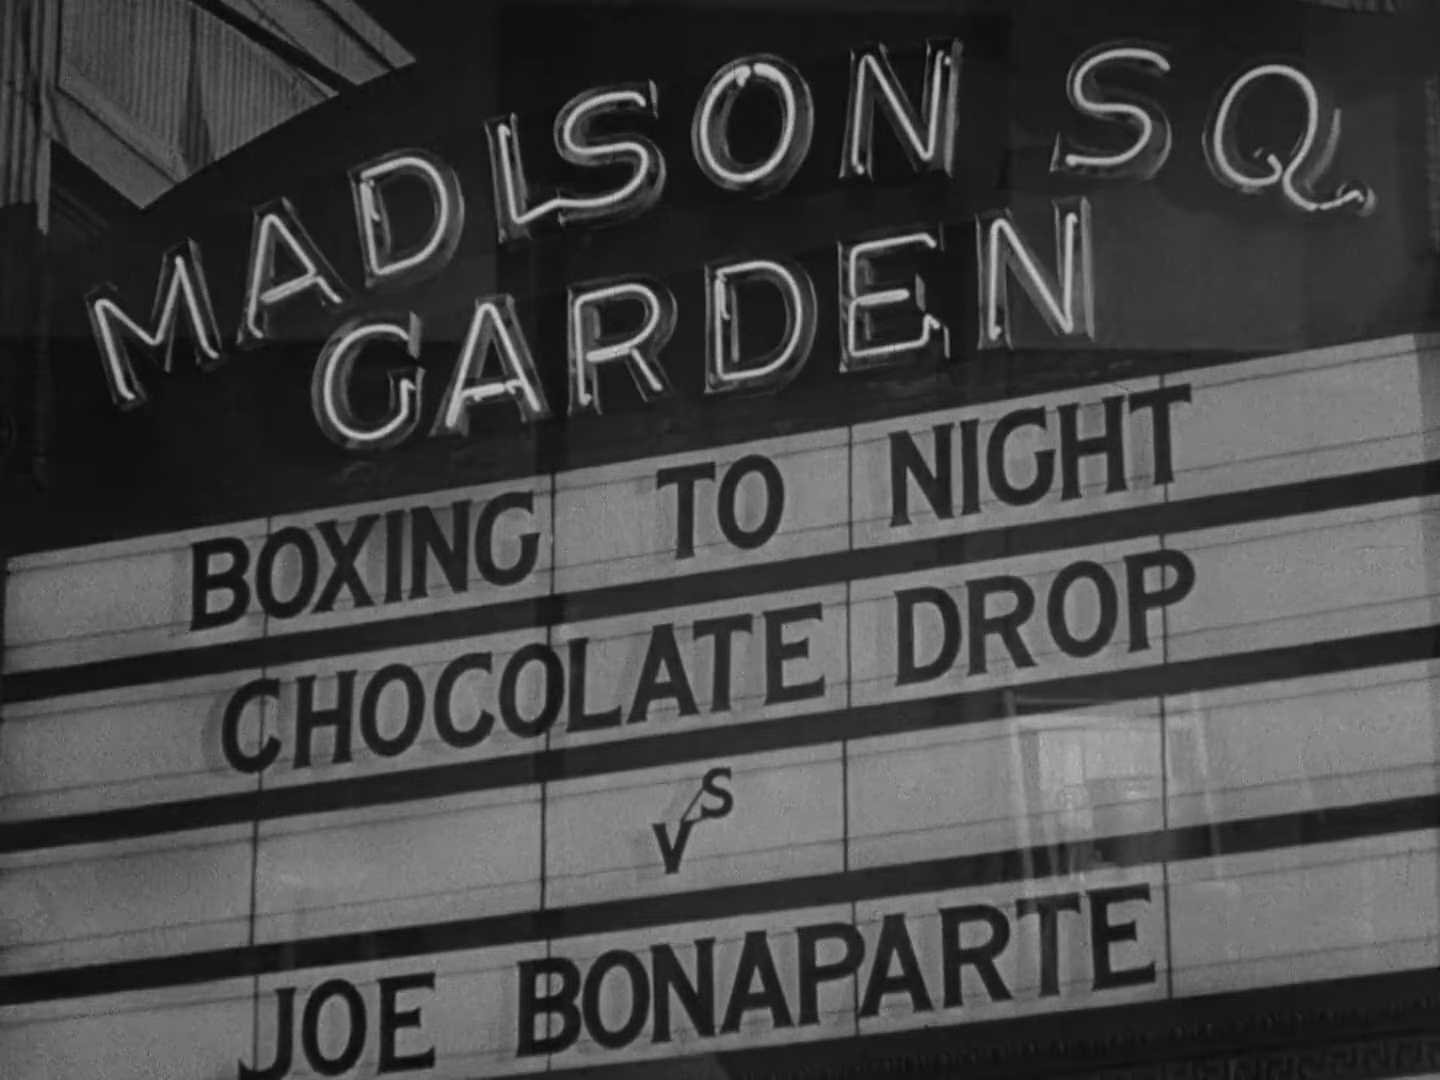 MADISON SQ
GARDEN
BOXING TO NIGHT
CHOCOLATE DROP
VS
JOE BONAPARTE